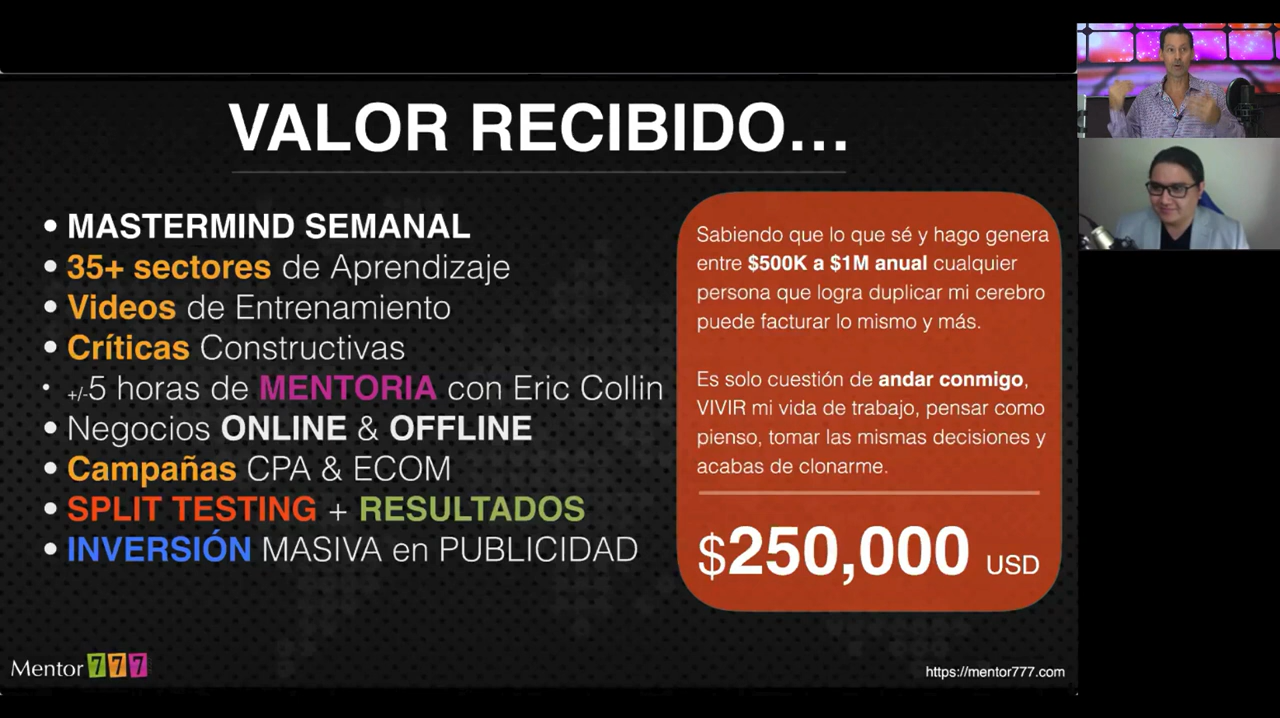 VALOR RECIBIDO...
• MASTERMIND SEMANAL
• 35+ sectores de Aprendizaje
• Videos de Entrenamiento
• Críticas Constructivas
• +/-5 horas de MENTORIA con Eric Collin
• Negocios ONLINE & OFFLINE
• Campañas CPA & ECOM
• SPLIT TESTING + RESULTADOS
• INVERSIÓN MASIVA en PUBLICIDAD
Sabiendo que lo que sé y hago genera
entre $500K a $1M anual cualquier
persona que logra duplicar mi cerebro
puede facturar lo mismo y más.
Es solo cuestión de andar conmigo,
VIVIR mi vida de trabajo, pensar como
pienso, tomar las mismas decisiones y
acabas de clonarme.
$250,000 USD
Mentor 777
https://mentor777.com